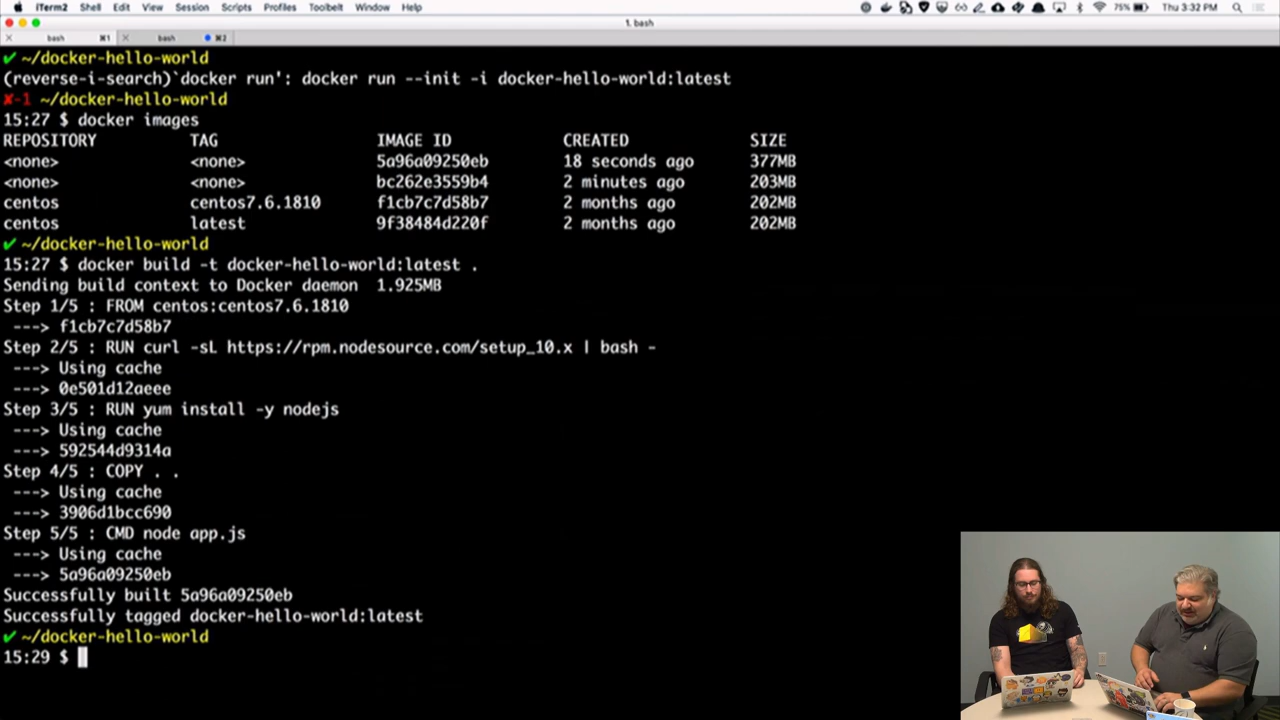 iTerm2 Shell Edit View Session Scripts Profiles Toolbelt Window Help 75% Thu 3:32 PM
1. bash
bash ⌘1 bash ⌘2
✔ ~/docker-hello-world
(reverse-i-search)`docker run': docker run --init -i docker-hello-world:latest
✘-1 ~/docker-hello-world
15:27 $ docker images
REPOSITORY TAG IMAGE ID CREATED SIZE
<none> <none> 5a96a09250eb 18 seconds ago 377MB
<none> <none> bc262e3559b4 2 minutes ago 203MB
centos centos7.6.1810 f1cb7c7d58b7 2 months ago 202MB
centos latest 9f38484d220f 2 months ago 202MB
✔ ~/docker-hello-world
15:27 $ docker build -t docker-hello-world:latest .
Sending build context to Docker daemon 1.925MB
Step 1/5 : FROM centos:centos7.6.1810
---> f1cb7c7d58b7
Step 2/5 : RUN curl -sL https://rpm.nodesource.com/setup_10.x | bash -
---> Using cache
---> 0e501d12aeee
Step 3/5 : RUN yum install -y nodejs
---> Using cache
---> 592544d9314a
Step 4/5 : COPY . .
---> Using cache
---> 3906d1bcc690
Step 5/5 : CMD node app.js
---> Using cache
---> 5a96a09250eb
Successfully built 5a96a09250eb
Successfully tagged docker-hello-world:latest
✔ ~/docker-hello-world
15:29 $